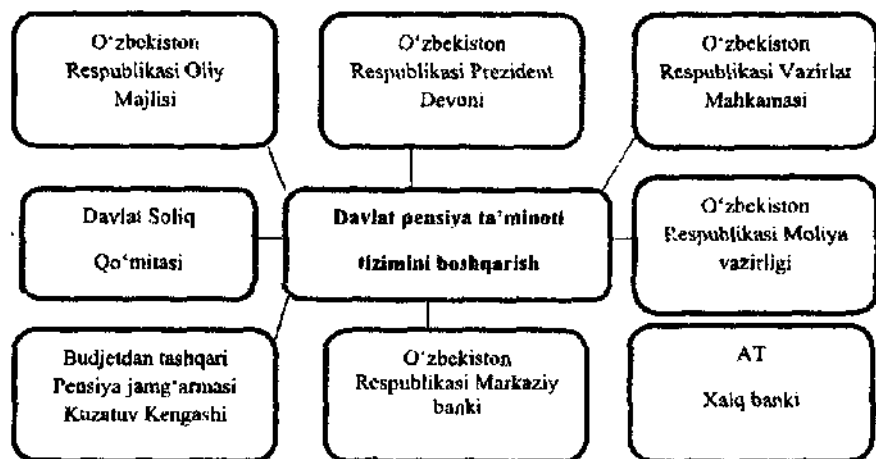 O‘zbekiston
Respublikasi Oliy
Majlisi
O‘zbekiston
Respublikasi Prezident
Devoni
O‘zbekiston
Respublikasi Vazirlar
Mahkamasi
Davlat Soliq
Qo‘mitasi
Davlat pensiya ta’minoti
tizimini boshqarish
O‘zbekiston
Respublikasi Moliya
vazirligi
Budjetdan tashqari
Pensiya jamg‘armasi
Kuzatuv Kengashi
O‘zbekiston
Respublikasi Markaziy
banki
AT
Xalq banki